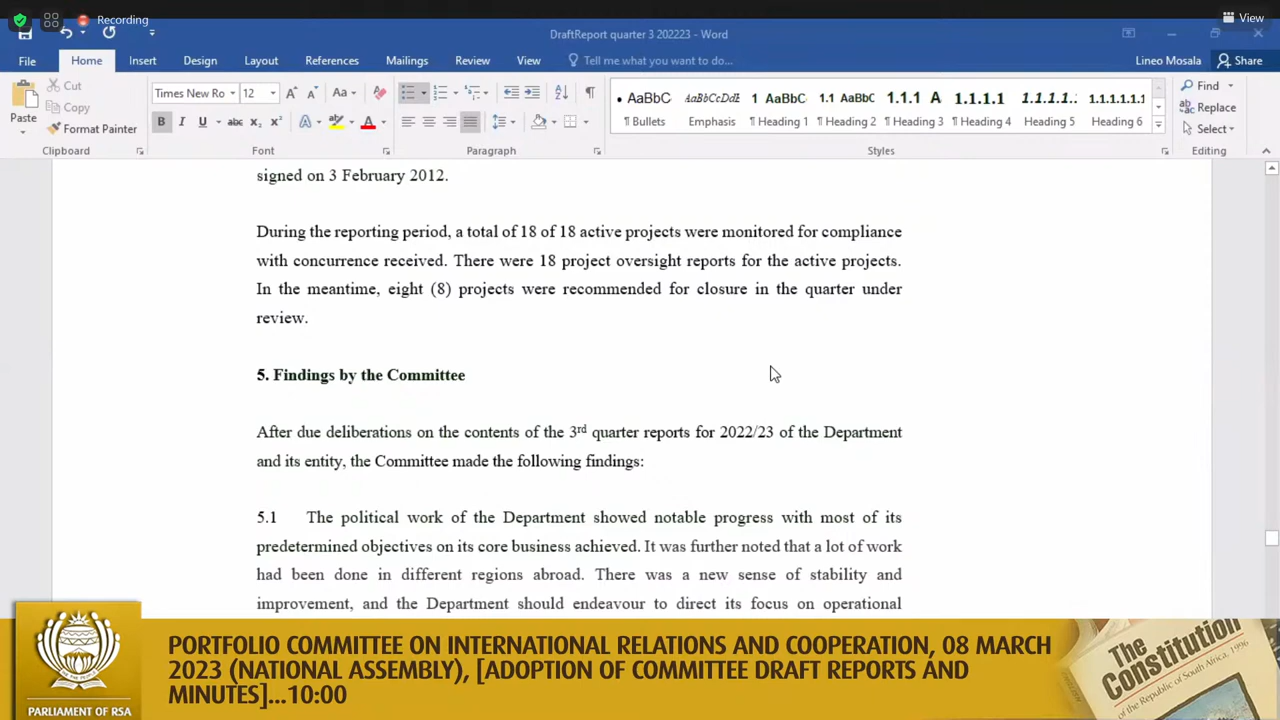 Recording
View
DraftReport quarter 3 202223 - Word
File Home Insert Design Layout References Mailings Review View Tell me what you want to do... Lineo Mosala Share
Paste
Cut
Copy
Format Painter
Clipboard
Times New Ro 12
Font
Paragraph
AaBbC AaBbCcDdE 1 AaBbC 1.1 AaBbC 1.1.1 A 1.1.1.1 1.1.1.1. 1.1.1.1.1
¶ Bullets Emphasis ¶ Heading 1 ¶ Heading 2 ¶ Heading 3 ¶ Heading 4 Heading 5 Heading 6
Styles
Find
Replace
Select
Editing
signed on 3 February 2012.
During the reporting period, a total of 18 of 18 active projects were monitored for compliance
with concurrence received. There were 18 project oversight reports for the active projects.
In the meantime, eight (8) projects were recommended for closure in the quarter under
review.
5. Findings by the Committee
After due deliberations on the contents of the 3rd quarter reports for 2022/23 of the Department
and its entity, the Committee made the following findings:
5.1 The political work of the Department showed notable progress with most of its
predetermined objectives on its core business achieved. It was further noted that a lot of work
had been done in different regions abroad. There was a new sense of stability and
improvement, and the Department should endeavour to direct its focus on operational
PORTFOLIO COMMITTEE ON INTERNATIONAL RELATIONS AND COOPERATION, 08 MARCH
2023 (NATIONAL ASSEMBLY), [ADOPTION OF COMMITTEE DRAFT REPORTS AND
MINUTES]...10:00
PARLIAMENT OF RSA
The
Constitution
of the Republic of South Africa, 1996